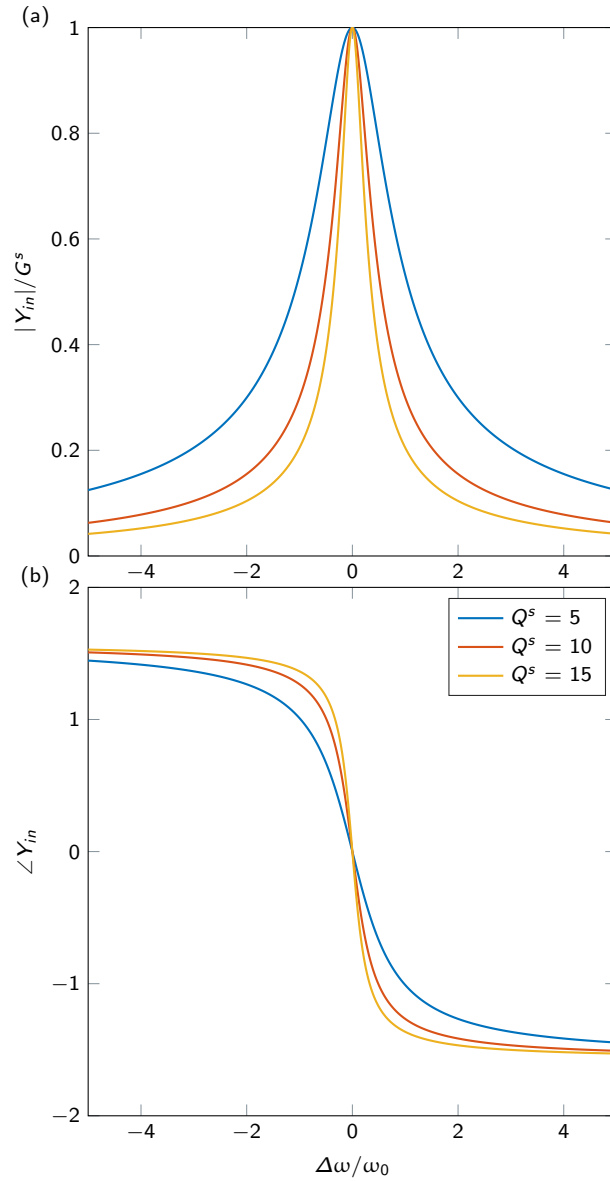 (a)
1
0.8
0.6
0.4
0.2
0
|Y_in|/G^s
−4 −2 0 2 4
(b)
2
1
0
−1
−2
∠Y_in
Q^s = 5
Q^s = 10
Q^s = 15
−4 −2 0 2 4
Δω/ω_0